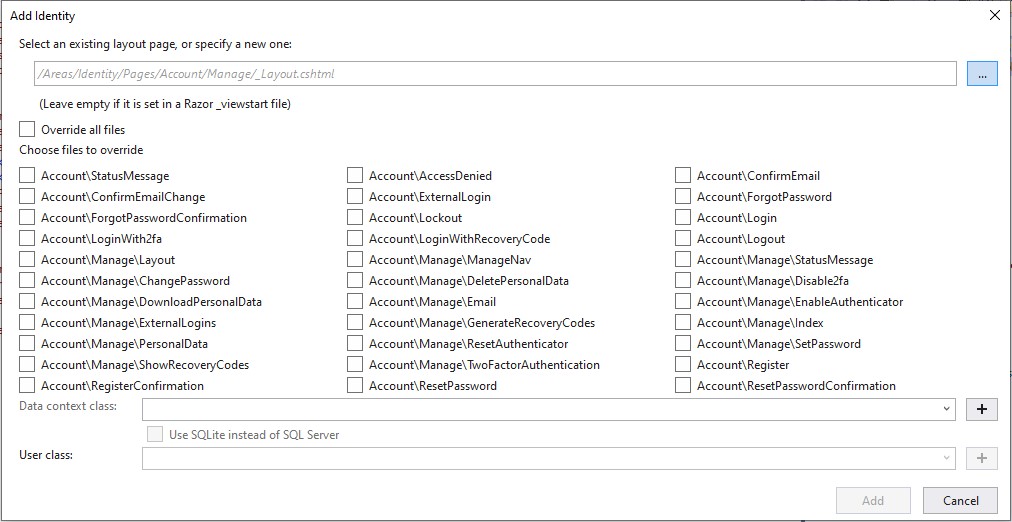 Add Identity
Select an existing layout page, or specify a new one:
/Areas/Identity/Pages/Account/Manage/_Layout.cshtml
...
(Leave empty if it is set in a Razor _viewstart file)
Override all files
Choose files to override
Account\StatusMessage Account\AccessDenied Account\ConfirmEmail
Account\ConfirmEmailChange Account\ExternalLogin Account\ForgotPassword
Account\ForgotPasswordConfirmation Account\Lockout Account\Login
Account\LoginWith2fa Account\LoginWithRecoveryCode Account\Logout
Account\Manage\Layout Account\Manage\ManageNav Account\Manage\StatusMessage
Account\Manage\ChangePassword Account\Manage\DeletePersonalData Account\Manage\Disable2fa
Account\Manage\DownloadPersonalData Account\Manage\Email Account\Manage\EnableAuthenticator
Account\Manage\ExternalLogins Account\Manage\GenerateRecoveryCodes Account\Manage\Index
Account\Manage\PersonalData Account\Manage\ResetAuthenticator Account\Manage\SetPassword
Account\Manage\ShowRecoveryCodes Account\Manage\TwoFactorAuthentication Account\Register
Account\RegisterConfirmation Account\ResetPassword Account\ResetPasswordConfirmation
Data context class:
Use SQLite instead of SQL Server
User class:
Add Cancel